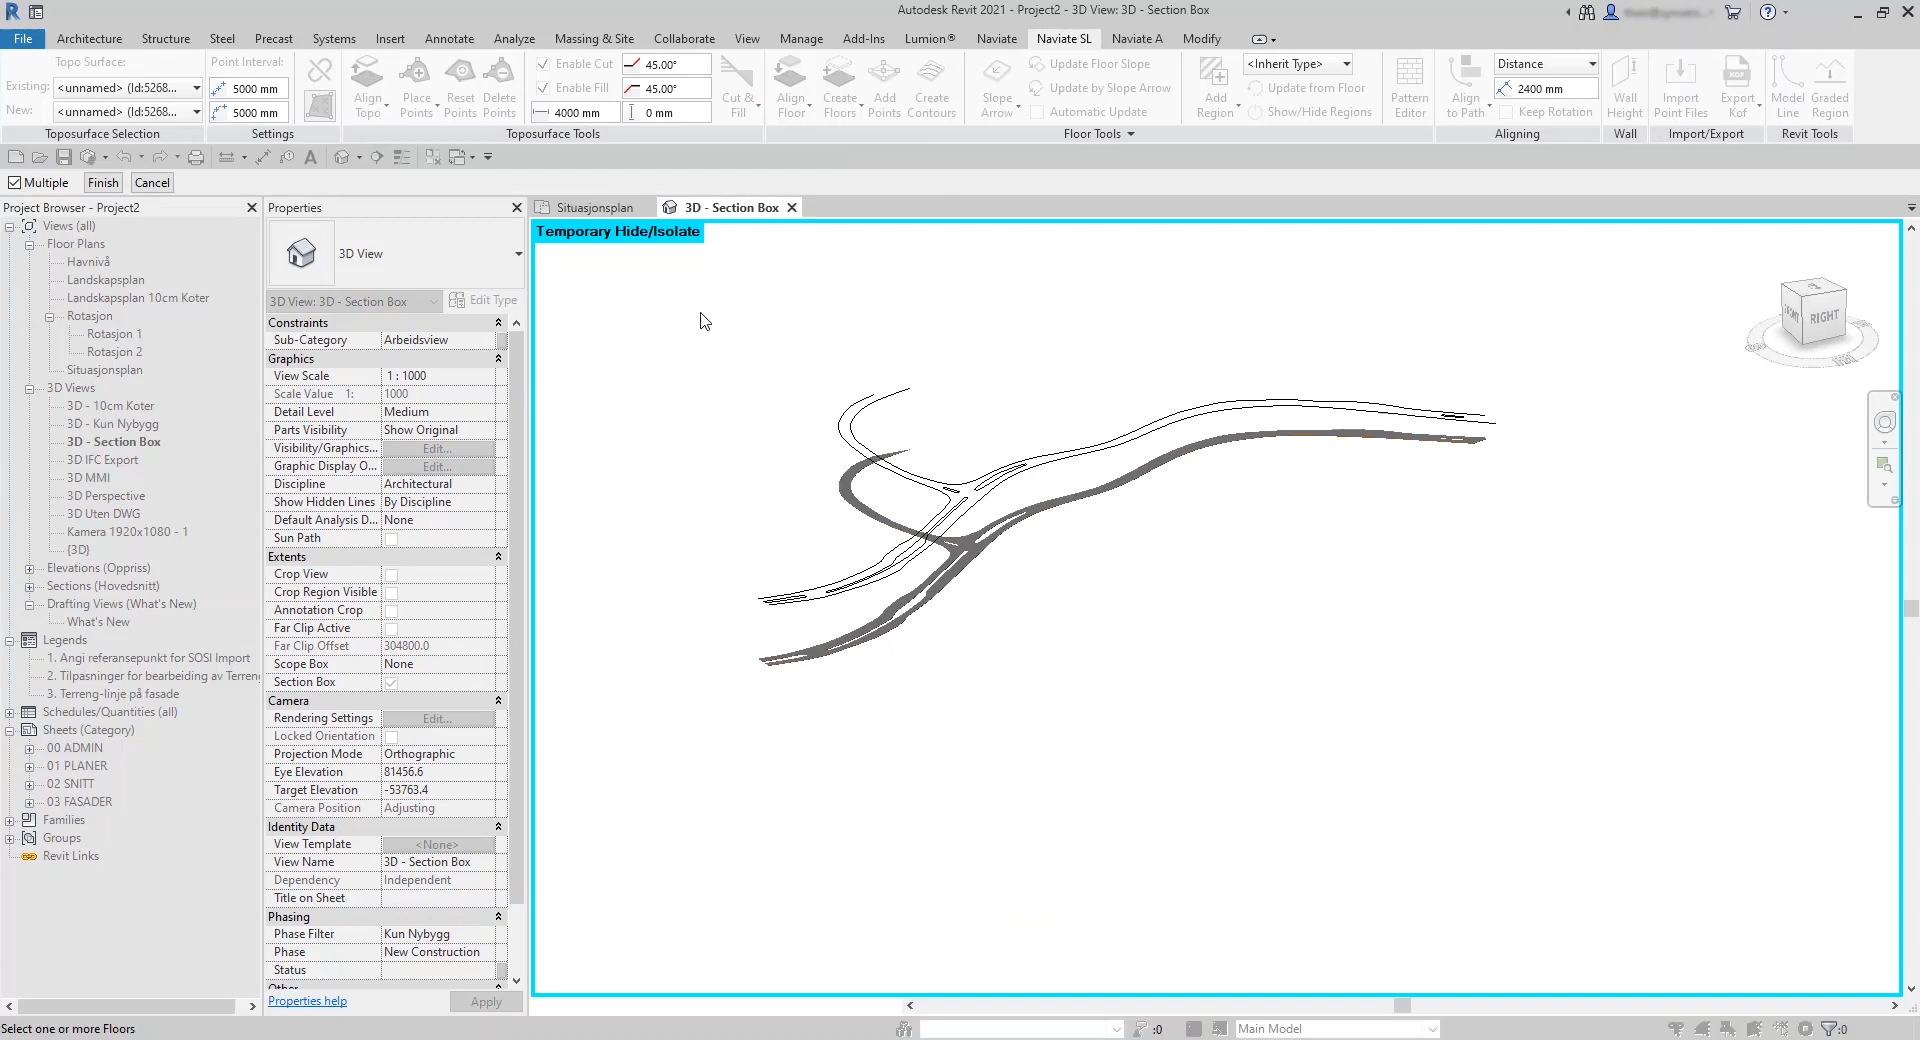 Autodesk Revit 2021 - Project2 - 3D View: 3D - Section Box
File Architecture Structure Steel Precast Systems Insert Annotate Analyze Massing & Site Collaborate View Manage Add-Ins Lumion® Naviate Naviate SL Naviate A Modify
Topo Surface:
Existing: <unnamed> (Id:5268...
New: <unnamed> (Id:5268...
Toposurface Selection
Point Interval:
5000 mm
5000 mm
Settings
Align Topo
Place Points
Reset Points
Delete Points
Enable Cut 45.00°
Enable Fill 45.00°
4000 mm 0 mm
Cut & Fill
Toposurface Tools
Align Floor
Create Floors
Add Points
Create Contours
Slope Arrow
Update Floor Slope
Update by Slope Arrow
Automatic Update
Add Region
<Inherit Type>
Update from Floor
Show/Hide Regions
Pattern Editor
Floor Tools
Align to Path
Distance
2400 mm
Keep Rotation
Aligning
Wall Height
Wall
Import Point Files
Export Kof
KOF
Import/Export
Model Line
Graded Region
Revit Tools
Multiple Finish Cancel
Project Browser - Project2
Views (all)
Floor Plans
Havnivå
Landskapsplan
Landskapsplan 10cm Koter
Rotasjon
Rotasjon 1
Rotasjon 2
Situasjonsplan
3D Views
3D - 10cm Koter
3D - Kun Nybygg
3D - Section Box
3D IFC Export
3D MMI
3D Perspective
3D Uten DWG
Kamera 1920x1080 - 1
{3D}
Elevations (Oppriss)
Sections (Hovedsnitt)
Drafting Views (What's New)
What's New
Legends
1. Angi referansepunkt for SOSI Import
2. Tilpasninger for bearbeiding av Terren
3. Terreng-linje på fasade
Schedules/Quantities (all)
Sheets (Category)
00 ADMIN
01 PLANER
02 SNITT
03 FASADER
Families
Groups
Revit Links
Properties
3D View
3D View: 3D - Section Box Edit Type
Constraints
Sub-Category Arbeidsview
Graphics
View Scale 1 : 1000
Scale Value 1: 1000
Detail Level Medium
Parts Visibility Show Original
Visibility/Graphics... Edit...
Graphic Display O... Edit...
Discipline Architectural
Show Hidden Lines By Discipline
Default Analysis D... None
Sun Path
Extents
Crop View
Crop Region Visible
Annotation Crop
Far Clip Active
Far Clip Offset 304800.0
Scope Box None
Section Box
Camera
Rendering Settings Edit...
Locked Orientation
Projection Mode Orthographic
Eye Elevation 81456.6
Target Elevation -53763.4
Camera Position Adjusting
Identity Data
View Template <None>
View Name 3D - Section Box
Dependency Independent
Title on Sheet
Phasing
Phase Filter Kun Nybygg
Phase New Construction
Status
Other
Properties help Apply
Situasjonsplan 3D - Section Box
Temporary Hide/Isolate
FRONT RIGHT
Select one or more Floors
:0 Main Model :0